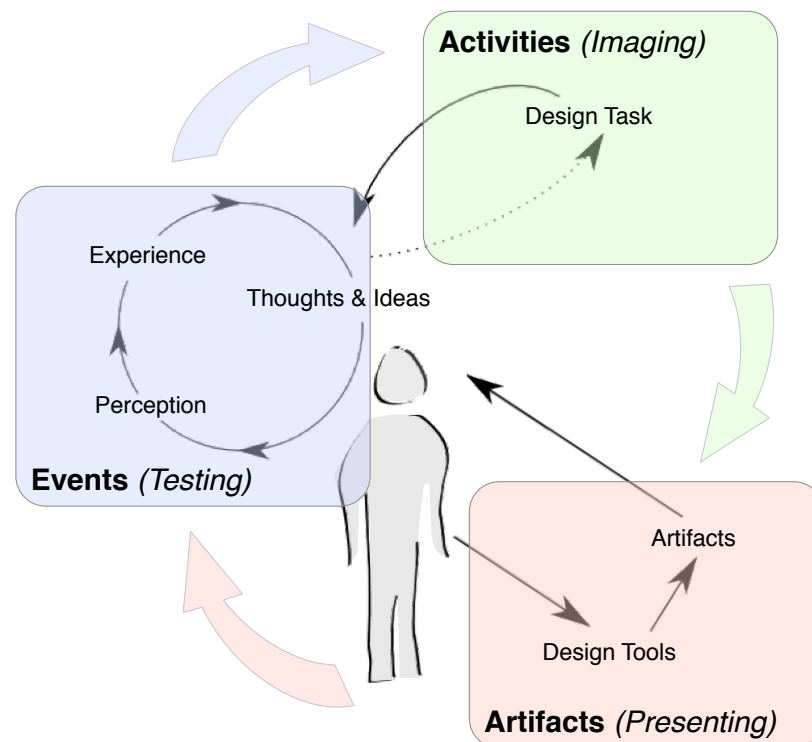 Activities (Imaging)
Design Task
Experience
Thoughts & Ideas
Perception
Events (Testing)
Artifacts
Design Tools
Artifacts (Presenting)